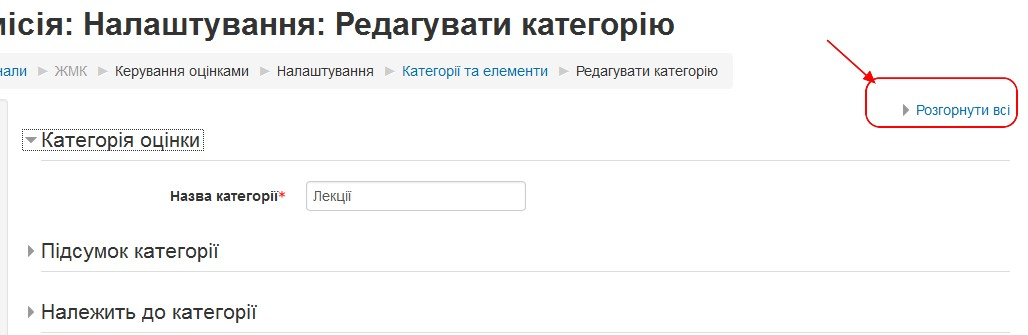 місія: Налаштування: Редагувати категорію
нали ЖМК Керування оцінками Налаштування Категорії та елементи Редагувати категорію
Розгорнути всі
Категорія оцінки
Назва категорії* Лекції
Підсумок категорії
Належить до категорії